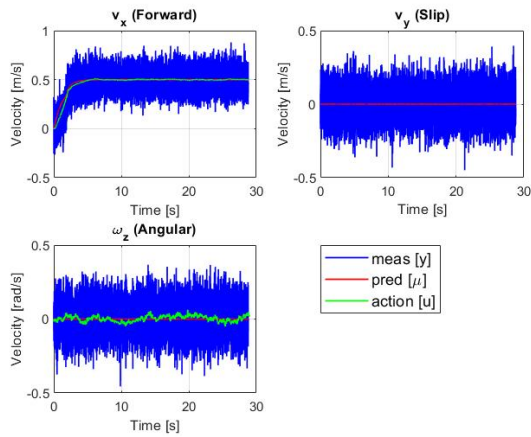 v_x (Forward)
Velocity [m/s]
1
0.5
0
-0.5
0 10 20 30
Time [s]
v_y (Slip)
Velocity [m/s]
0.5
0
-0.5
0 10 20 30
Time [s]
ω_z (Angular)
Velocity [rad/s]
0.5
0
-0.5
0 10 20 30
Time [s]
meas [y]
pred [μ]
action [u]